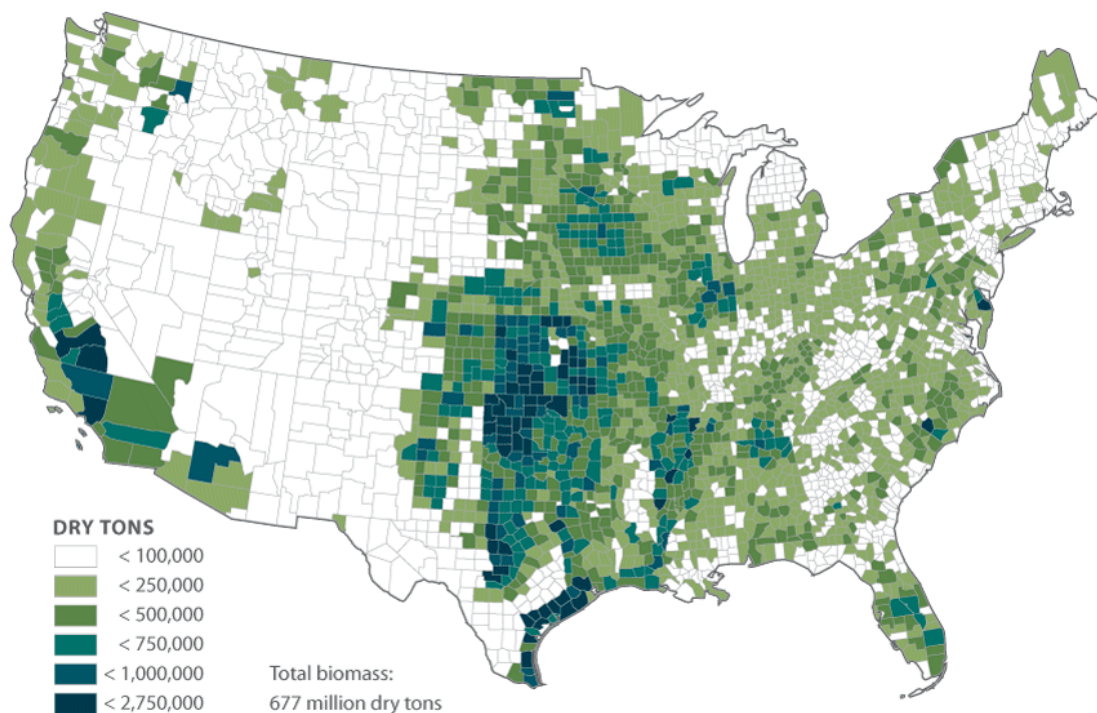 DRY TONS
< 100,000
< 250,000
< 500,000
< 750,000
< 1,000,000
< 2,750,000
Total biomass:
677 million dry tons